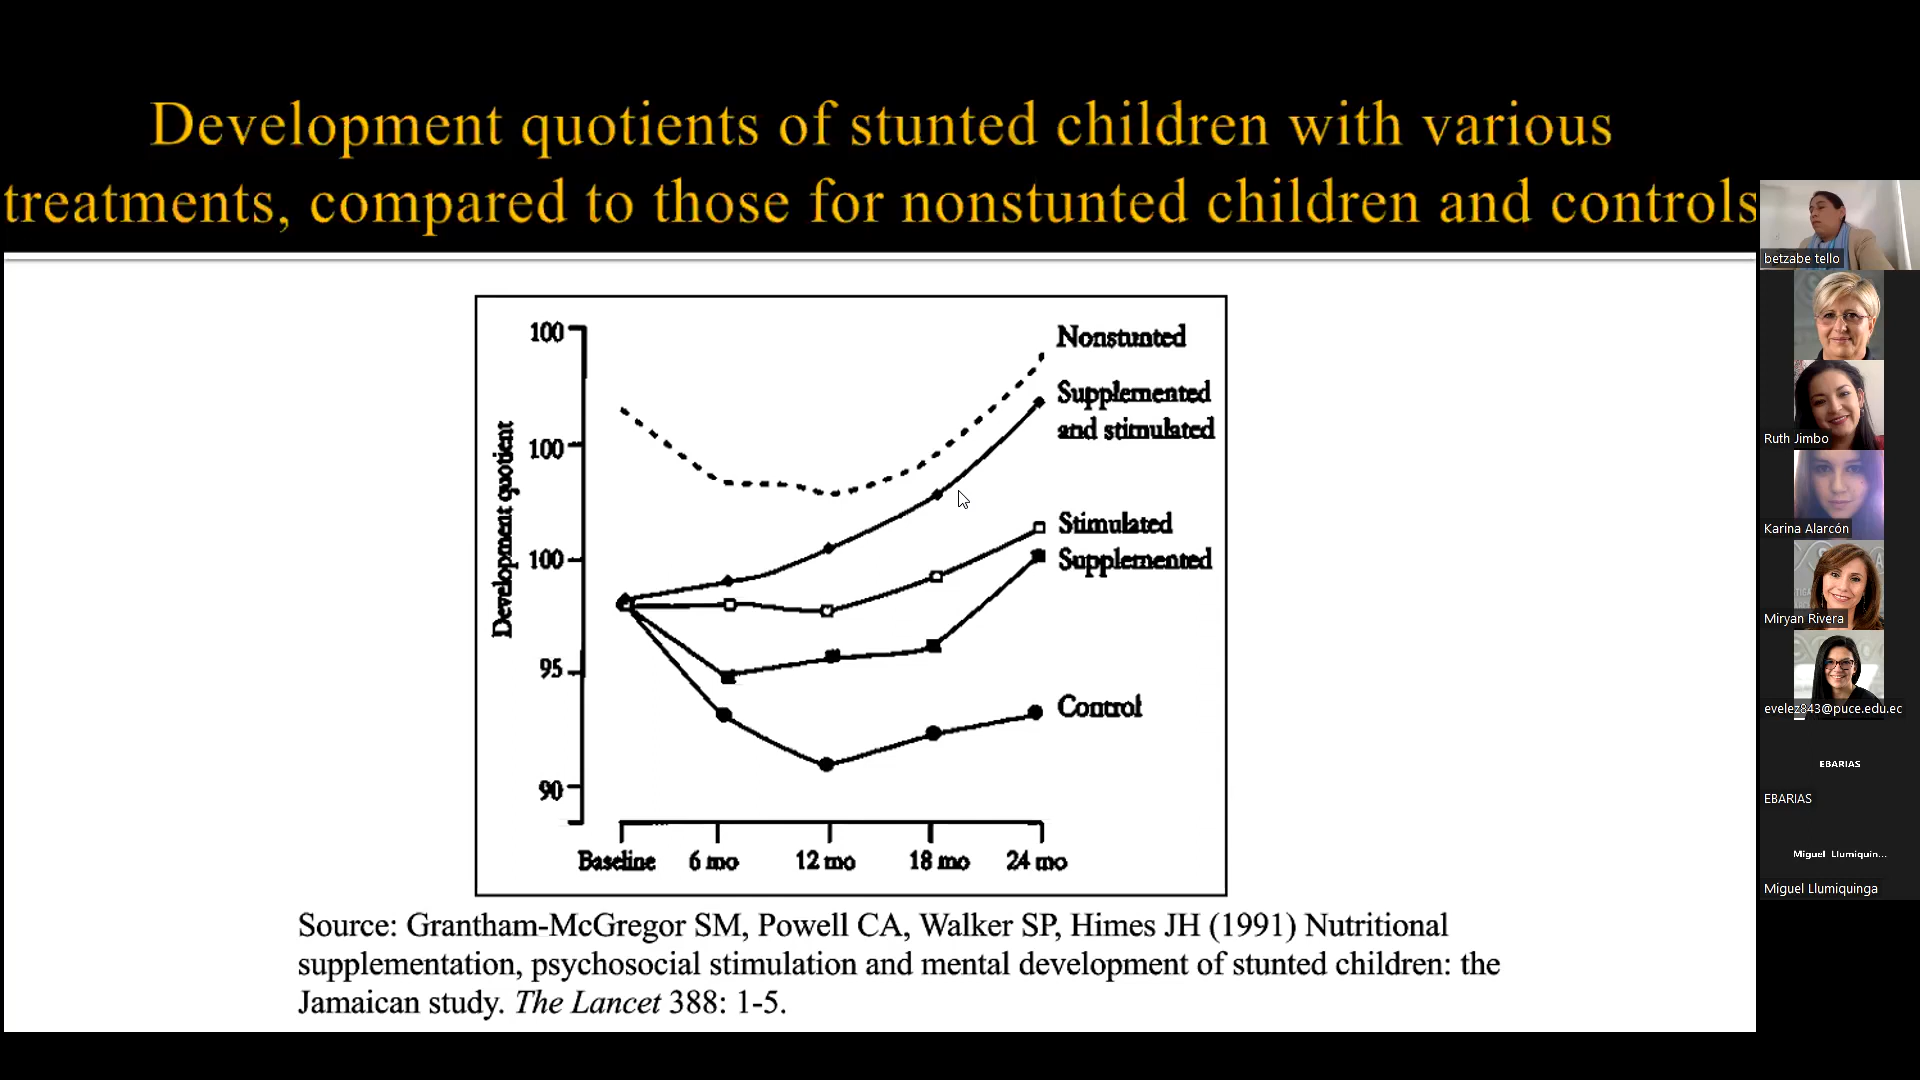 Development quotients of stunted children with various
treatments, compared to those for nonstunted children and controls
100
100
100
95
90
Development quotient
Nonstunted
Supplemented
and stimulated
Stimulated
Supplemented
Control
Baseline 6 mo 12 mo 18 mo 24 mo
Source: Grantham-McGregor SM, Powell CA, Walker SP, Himes JH (1991) Nutritional
supplementation, psychosocial stimulation and mental development of stunted children: the
Jamaican study. The Lancet 388: 1-5.
betzabe tello
Ruth Jimbo
Karina Alarcón
Miryan Rivera
evelez843@puce.edu.ec
EBARIAS
EBARIAS
Miguel Llumiquin...
Miguel Llumiquinga